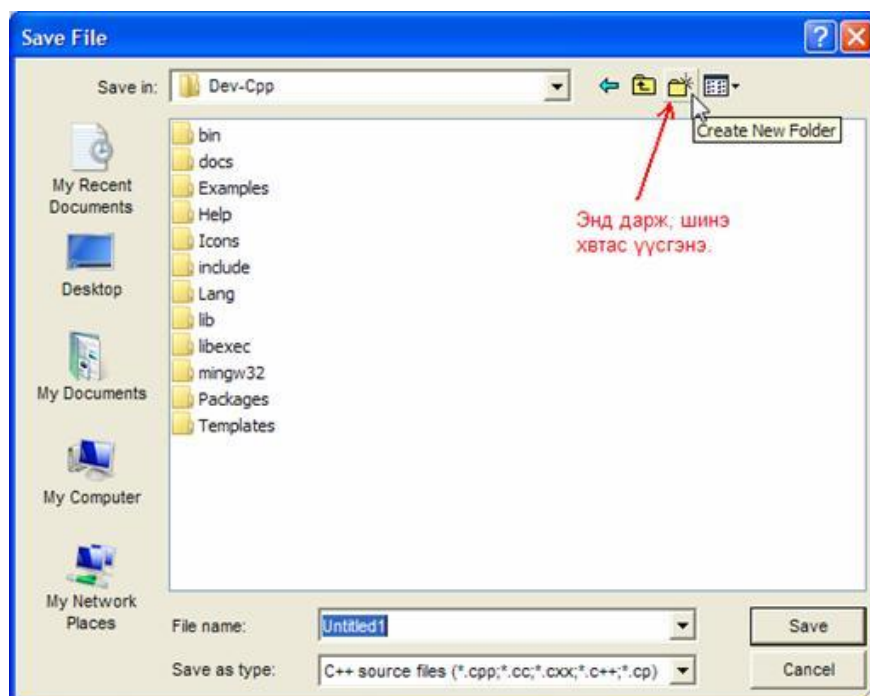 Save File
Save in:
Dev-Cpp
Create New Folder
My Recent
Documents
Desktop
My Documents
My Computer
My Network
Places
bin
docs
Examples
Help
Icons
include
Lang
lib
libexec
mingw32
Packages
Templates
Энд дарж, шинэ
хвтас үүсгэнэ.
File name:
Untitled1
Save
Save as type:
C++ source files (*.cpp;*.cc;*.cxx;*.c++;*.cp)
Cancel